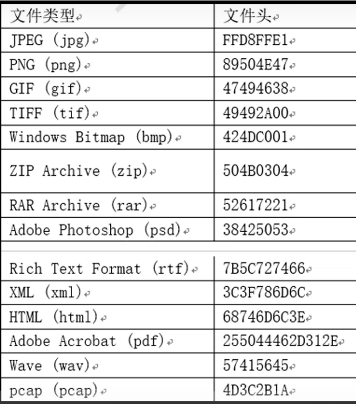 文件类型 文件头
JPEG (jpg) FFD8FFE1
PNG (png) 89504E47
GIF (gif) 47494638
TIFF (tif) 49492A00
Windows Bitmap (bmp) 424DC001
ZIP Archive (zip) 504B0304
RAR Archive (rar) 52617221
Adobe Photoshop (psd) 38425053
Rich Text Format (rtf) 7B5C727466
XML (xml) 3C3F786D6C
HTML (html) 68746D6C3E
Adobe Acrobat (pdf) 255044462D312E
Wave (wav) 57415645
pcap (pcap) 4D3C2B1A